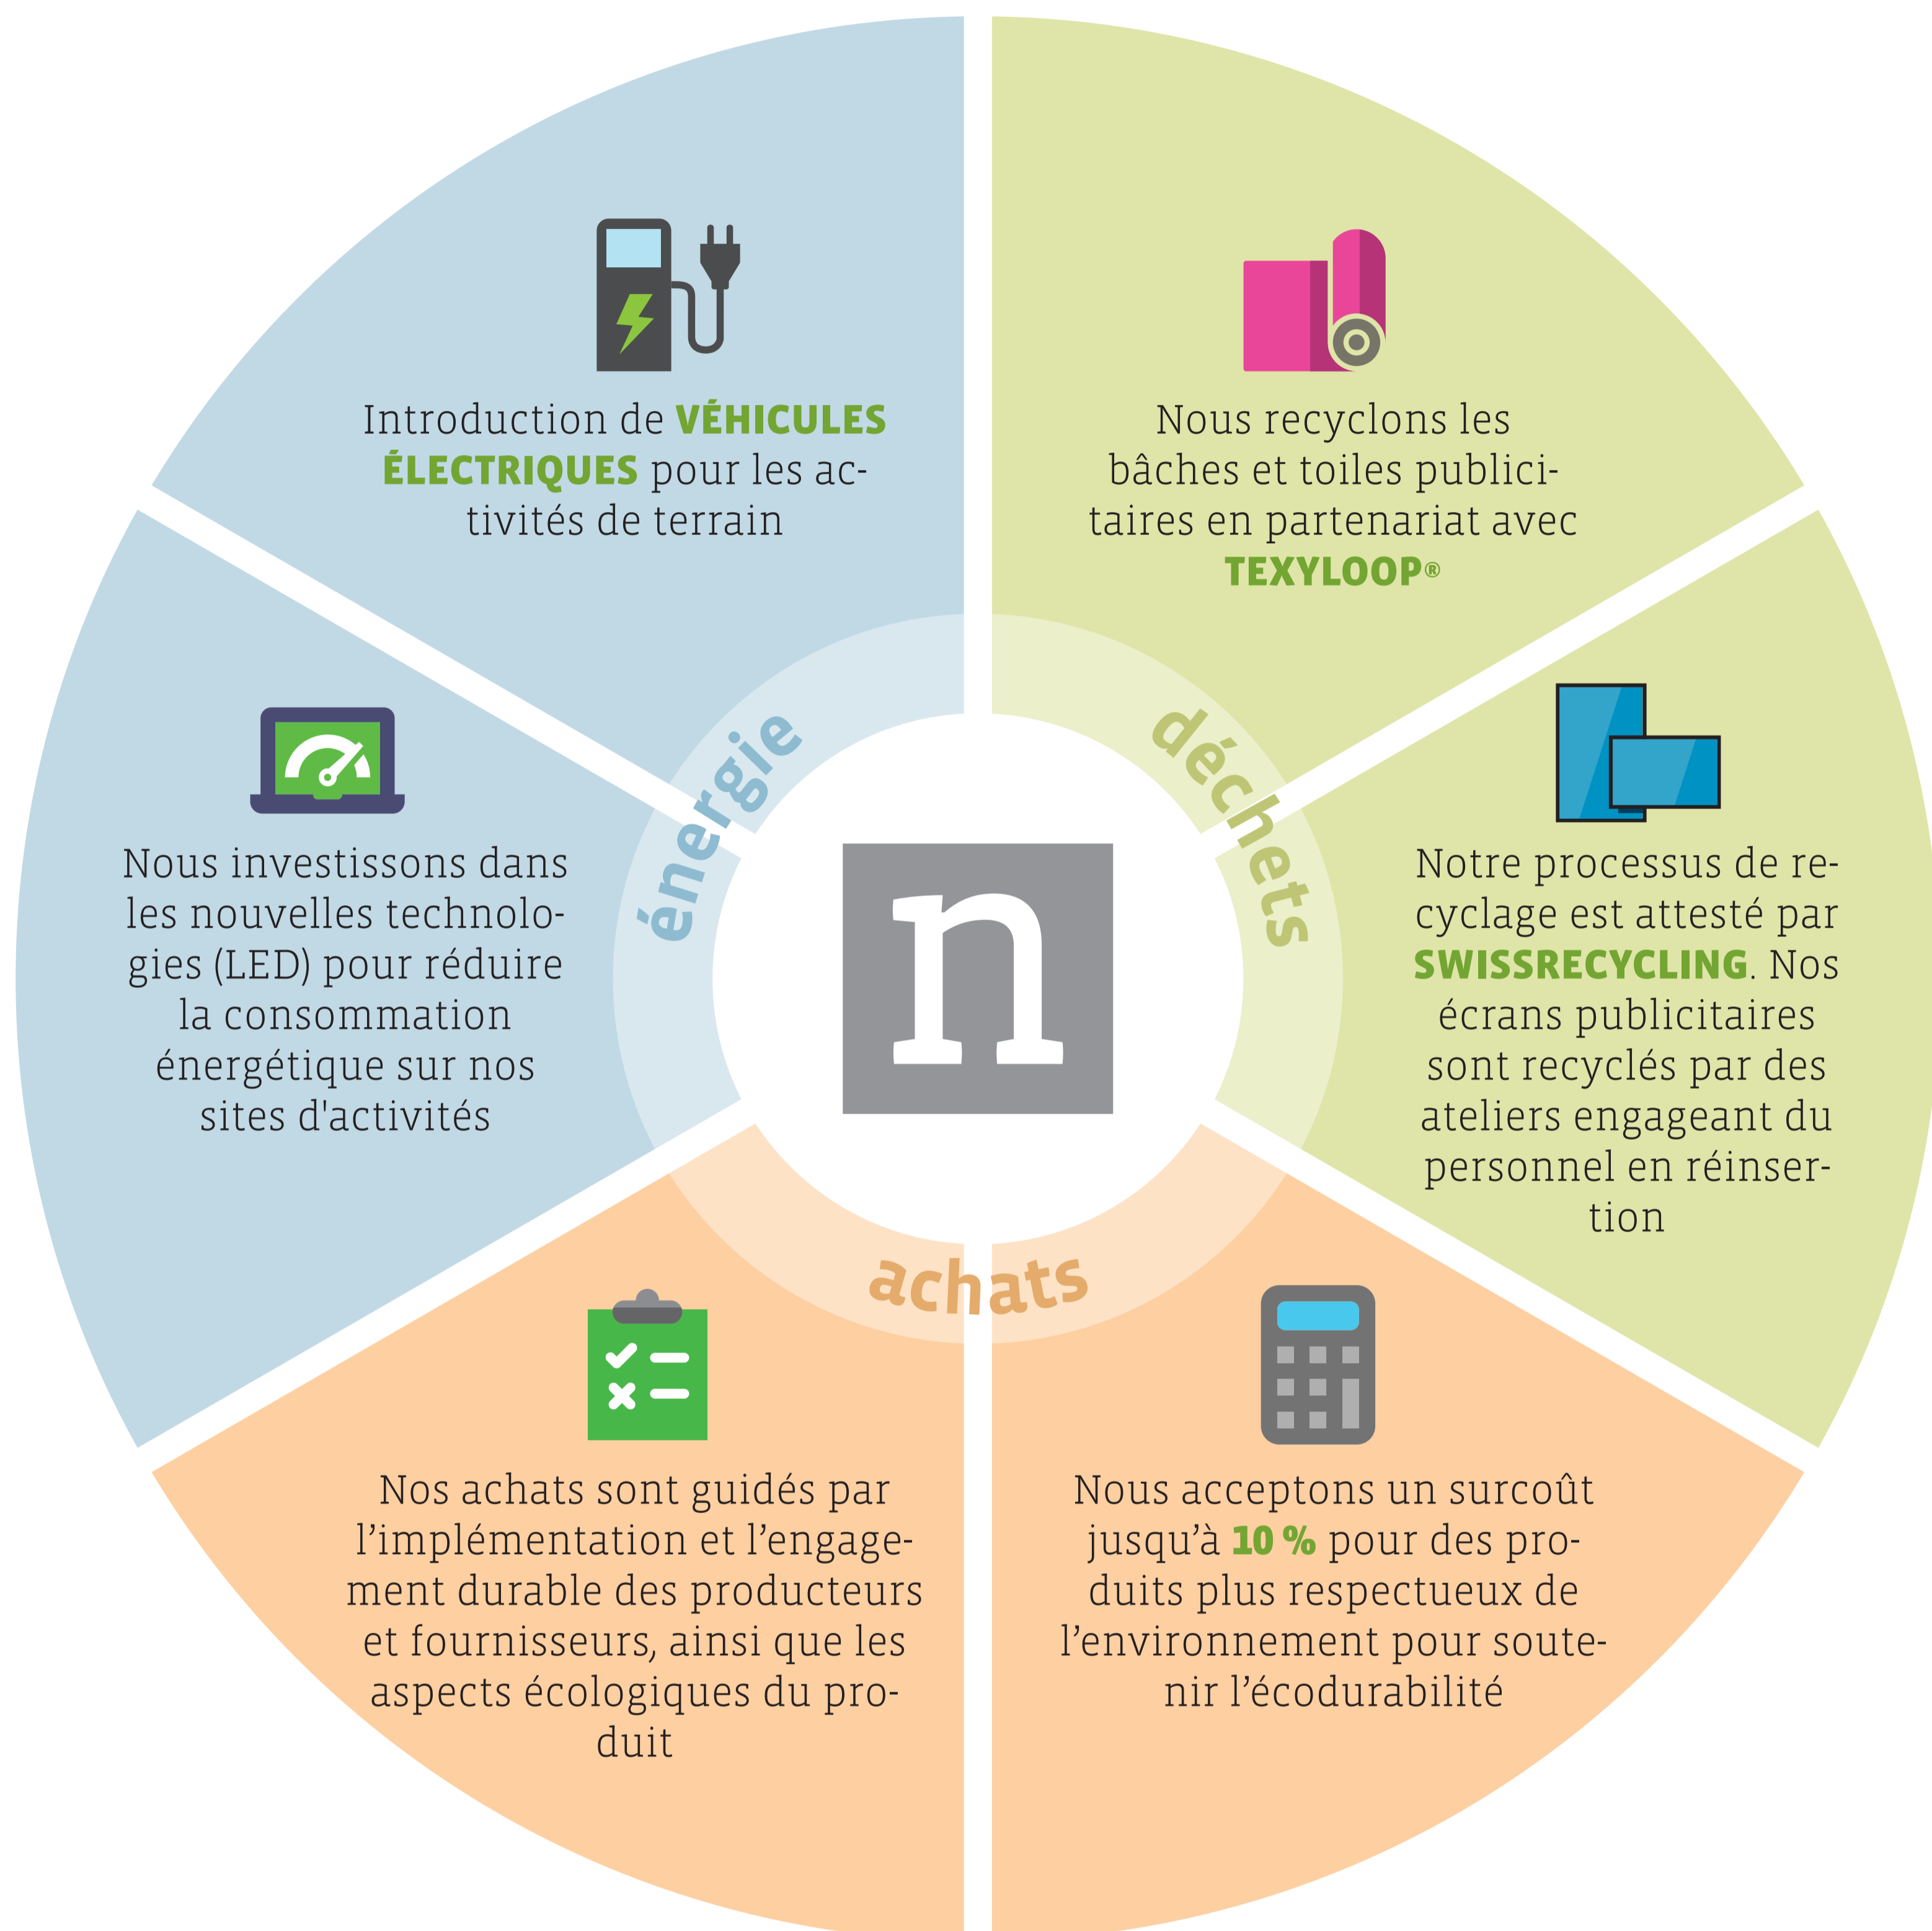 Introduction de VÉHICULES
ÉLECTRIQUES pour les ac-
tivités de terrain
Nous recyclons les
bâches et toiles publici-
taires en partenariat avec
TEXYLOOP®
énergie
déchets
Nous investissons dans
les nouvelles technolo-
gies (LED) pour réduire
la consommation
énergétique sur nos
sites d'activités
n
Notre processus de re-
cyclage est attesté par
SWISSRECYCLING. Nos
écrans publicitaires
sont recyclés par des
ateliers engageant du
personnel en réinser-
tion
achats
Nos achats sont guidés par
l’implémentation et l’engage-
ment durable des producteurs
et fournisseurs, ainsi que les
aspects écologiques du pro-
duit
Nous acceptons un surcoût
jusqu’à 10 % pour des pro-
duits plus respectueux de
l’environnement pour soute-
nir l’écodurabilité